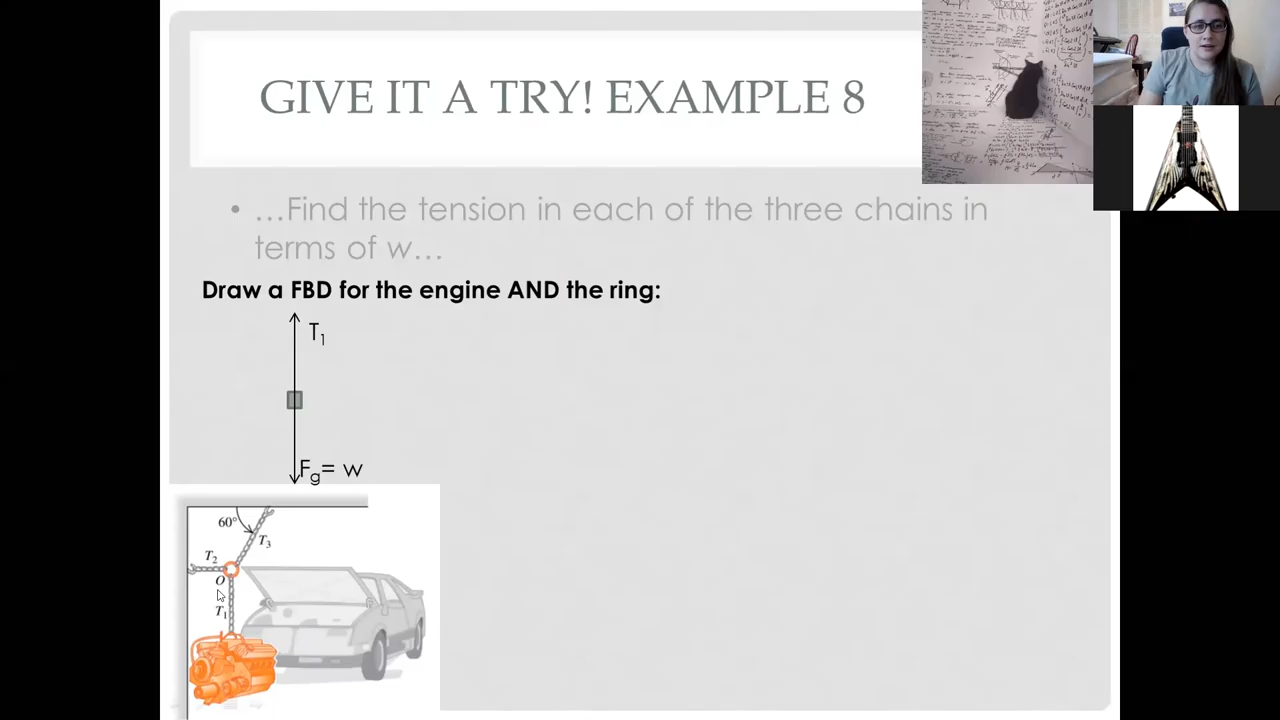 GIVE IT A TRY! EXAMPLE 8
• …Find the tension in each of the three chains in
terms of w…
Draw a FBD for the engine AND the ring:
T₁
F_g= w
60°
T₃
T₂
O
T₁